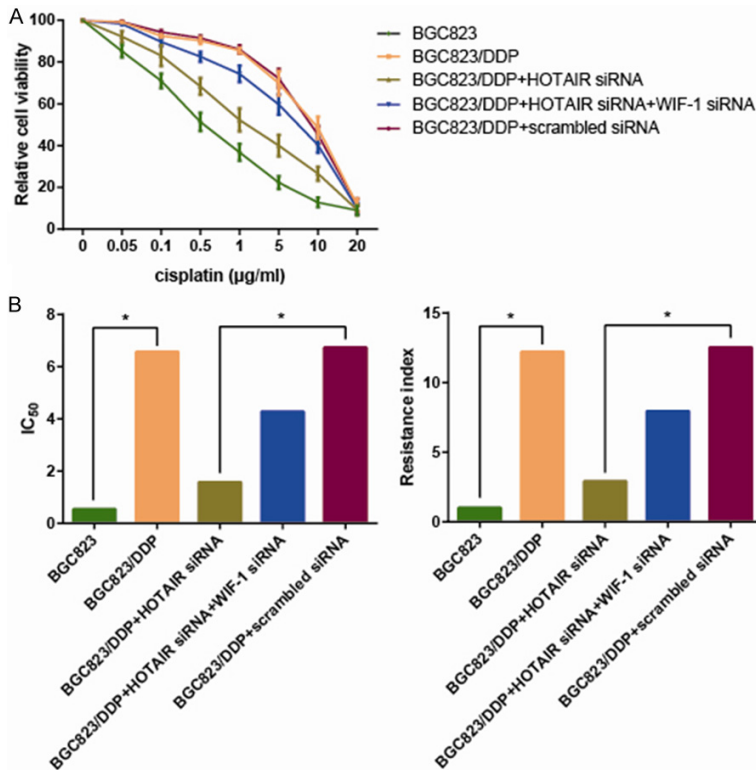 A
100
80
60
40
20
0
Relative cell viability
0 0.05 0.1 0.5 1 5 10 20
cisplatin (μg/ml)
BGC823
BGC823/DDP
BGC823/DDP+HOTAIR siRNA
BGC823/DDP+HOTAIR siRNA+WIF-1 siRNA
BGC823/DDP+scrambled siRNA
B
8
6
4
2
0
IC50
* *
BGC823
BGC823/DDP
BGC823/DDP+HOTAIR siRNA
BGC823/DDP+HOTAIR siRNA+WIF-1 siRNA
BGC823/DDP+scrambled siRNA
15
10
5
0
Resistance index
* *
BGC823
BGC823/DDP
BGC823/DDP+HOTAIR siRNA
BGC823/DDP+HOTAIR siRNA+WIF-1 siRNA
BGC823/DDP+scrambled siRNA